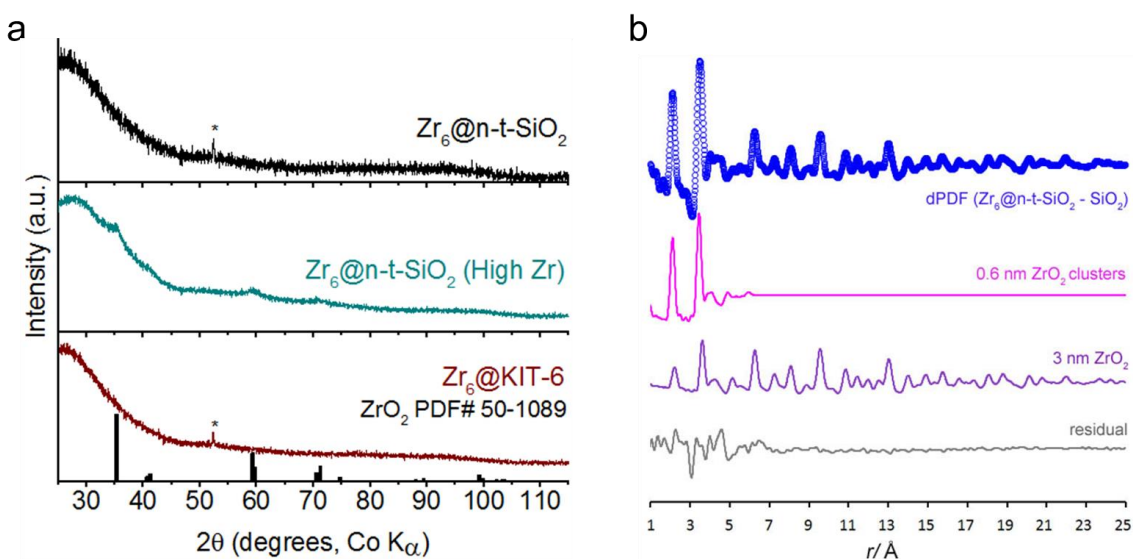 a
Intensity (a.u.)
*
Zr₆@n-t-SiO₂
Zr₆@n-t-SiO₂ (High Zr)
Zr₆@KIT-6
ZrO₂ PDF# 50-1089
*
30 40 50 60 70 80 90 100 110
2θ (degrees, Co Kα)
b
dPDF (Zr₆@n-t-SiO₂ - SiO₂)
0.6 nm ZrO₂ clusters
3 nm ZrO₂
residual
1 3 5 7 9 11 13 15 17 19 21 23 25
r/ Å